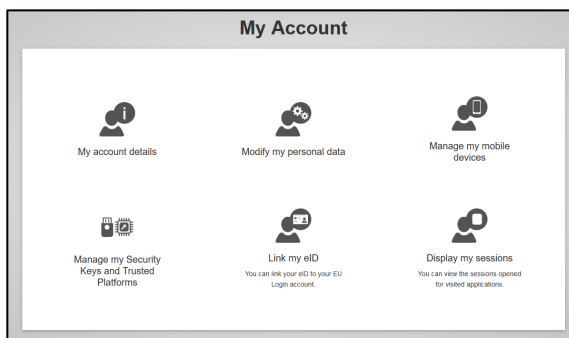 My Account
My account details
Modify my personal data
Manage my mobile
devices
Manage my Security
Keys and Trusted
Platforms
Link my eID
You can link your eID to your EU
Login account.
Display my sessions
You can view the sessions opened
for visited applications.